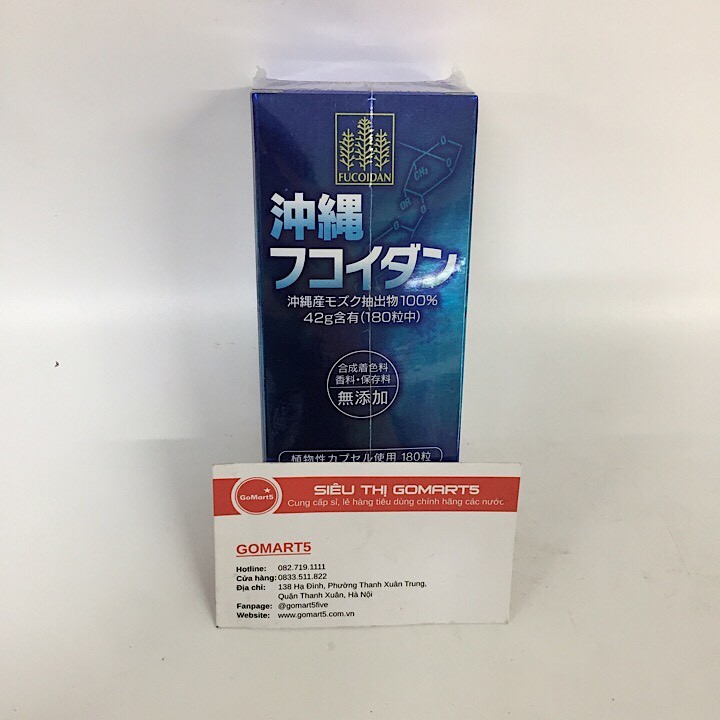 FUCOIDAN
CH₃
O
O
OR
O
沖縄
フコイダン
沖縄産モズク抽出物100%
42g含有(180粒中)
合成着色料
香料・保存料
無添加
植物性カプセル使用 180粒
GoMart5
SIÊU THỊ GOMART5
Cung cấp sỉ, lẻ hàng tiêu dùng chính hãng các nước
GOMART5
Hotline: 082.719.1111
Cửa hàng: 0833.511.822
Địa chỉ: 138 Hạ Đình, Phường Thanh Xuân Trung,
Quận Thanh Xuân, Hà Nội
Fanpage: @gomart5five
Website: www.gomart5.com.vn